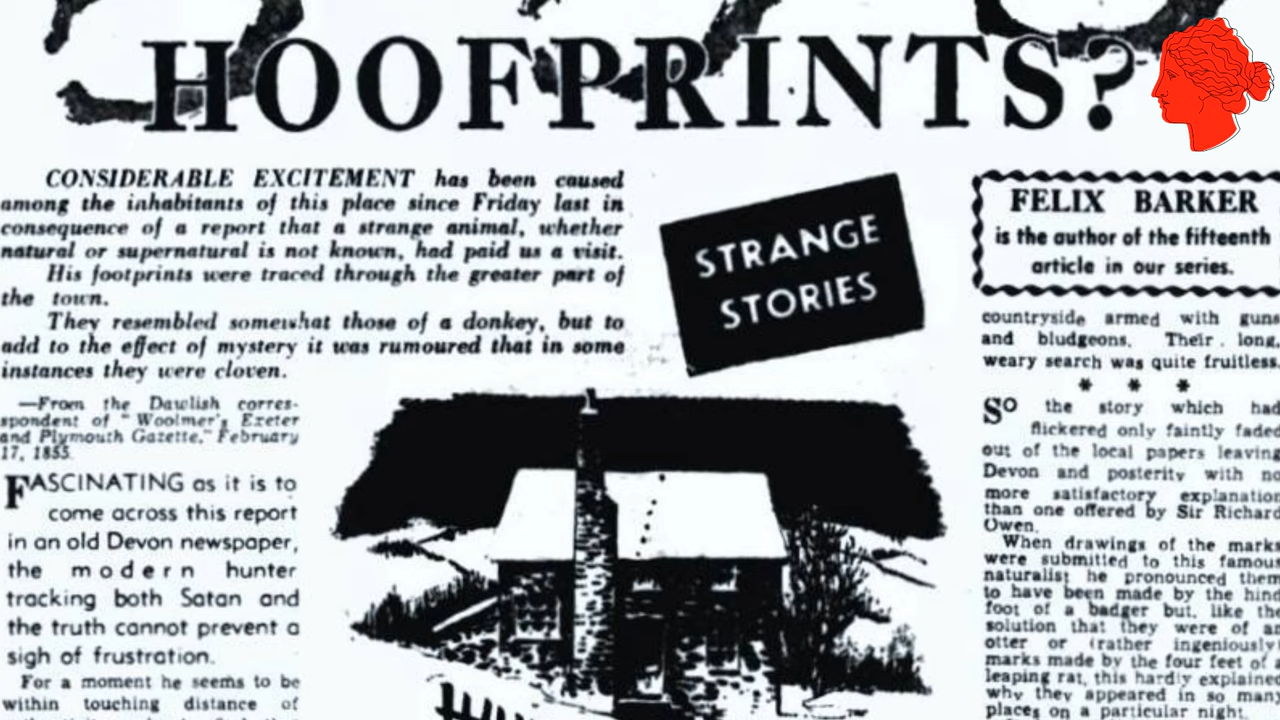 HOOFPRINTS?
CONSIDERABLE EXCITEMENT has been caused
among the inhabitants of this place since Friday last in
consequence of a report that a strange animal, whether
natural or supernatural is not known, had paid us a visit.
His footprints were traced through the greater part of
the town.
They resembled somewhat those of a donkey, but to
add to the effect of mystery it was rumoured that in some
instances they were cloven.
—From the Dawlish corres-
spondent of "Woolmer's Exeter
and Plymouth Gazette," February
17, 1855.
FASCINATING as it is to
come across this report
in an old Devon newspaper,
the modern hunter
tracking both Satan and
the truth cannot prevent a
sigh of frustration.
For a moment he seems to be
within touching distance of
STRANGE
STORIES
FELIX BARKER
is the author of the fifteenth
article in our series.
countryside armed with guns
and bludgeons. Their long,
weary search was quite fruitless.
* * *
SO the story which had
flickered only faintly faded
out of the local papers leaving
Devon and posterity with no
more satisfactory explanation
than one offered by Sir Richard
Owen.
When drawings of the marks
were submitted to this famous
naturalist he pronounced them
to have been made by the hind
foot of a badger but, like the
solution that they were of an
otter or (rather ingeniously)
marks made by the four feet of a
leaping rat, this hardly explained
why they appeared in so many
places on a particular night.